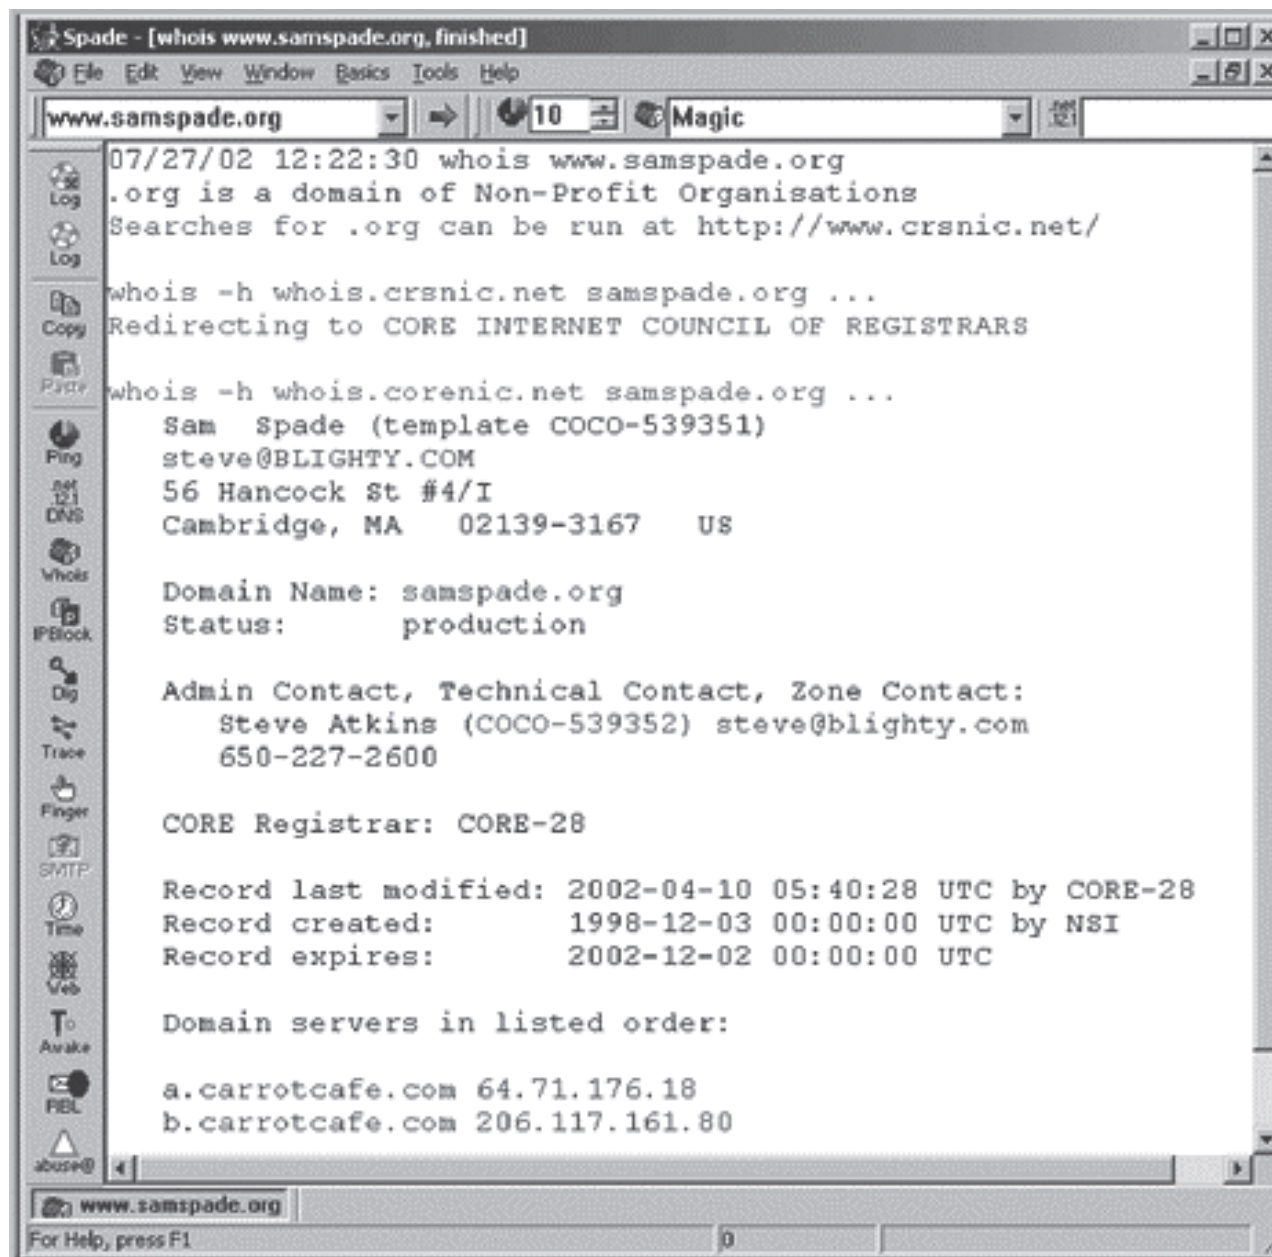 Spade - [whois www.samspade.org, finished]
File Edit View Window Basics Tools Help
www.samspade.org 10 Magic
07/27/02 12:22:30 whois www.samspade.org
.org is a domain of Non-Profit Organisations
Searches for .org can be run at http://www.crsnic.net/
whois -h whois.crsnic.net samspade.org ...
Redirecting to CORE INTERNET COUNCIL OF REGISTRARS
whois -h whois.corenic.net samspade.org ...
Sam Spade (template COCO-539351)
steve@BLIGHTY.COM
56 Hancock St #4/I
Cambridge, MA 02139-3167 US
Domain Name: samspade.org
Status: production
Admin Contact, Technical Contact, Zone Contact:
Steve Atkins (COCO-539352) steve@blighty.com
650-227-2600
CORE Registrar: CORE-28
Record last modified: 2002-04-10 05:40:28 UTC by CORE-28
Record created: 1998-12-03 00:00:00 UTC by NSI
Record expires: 2002-12-02 00:00:00 UTC
Domain servers in listed order:
a.carrotcafe.com 64.71.176.18
b.carrotcafe.com 206.117.161.80
Log
Log
Copy
Paste
Ping
DNS
Whois
IPBlock
Dig
Trace
Finger
SMTP
Time
Web
Awake
RBL
abuse@
www.samspade.org
For Help, press F1 0